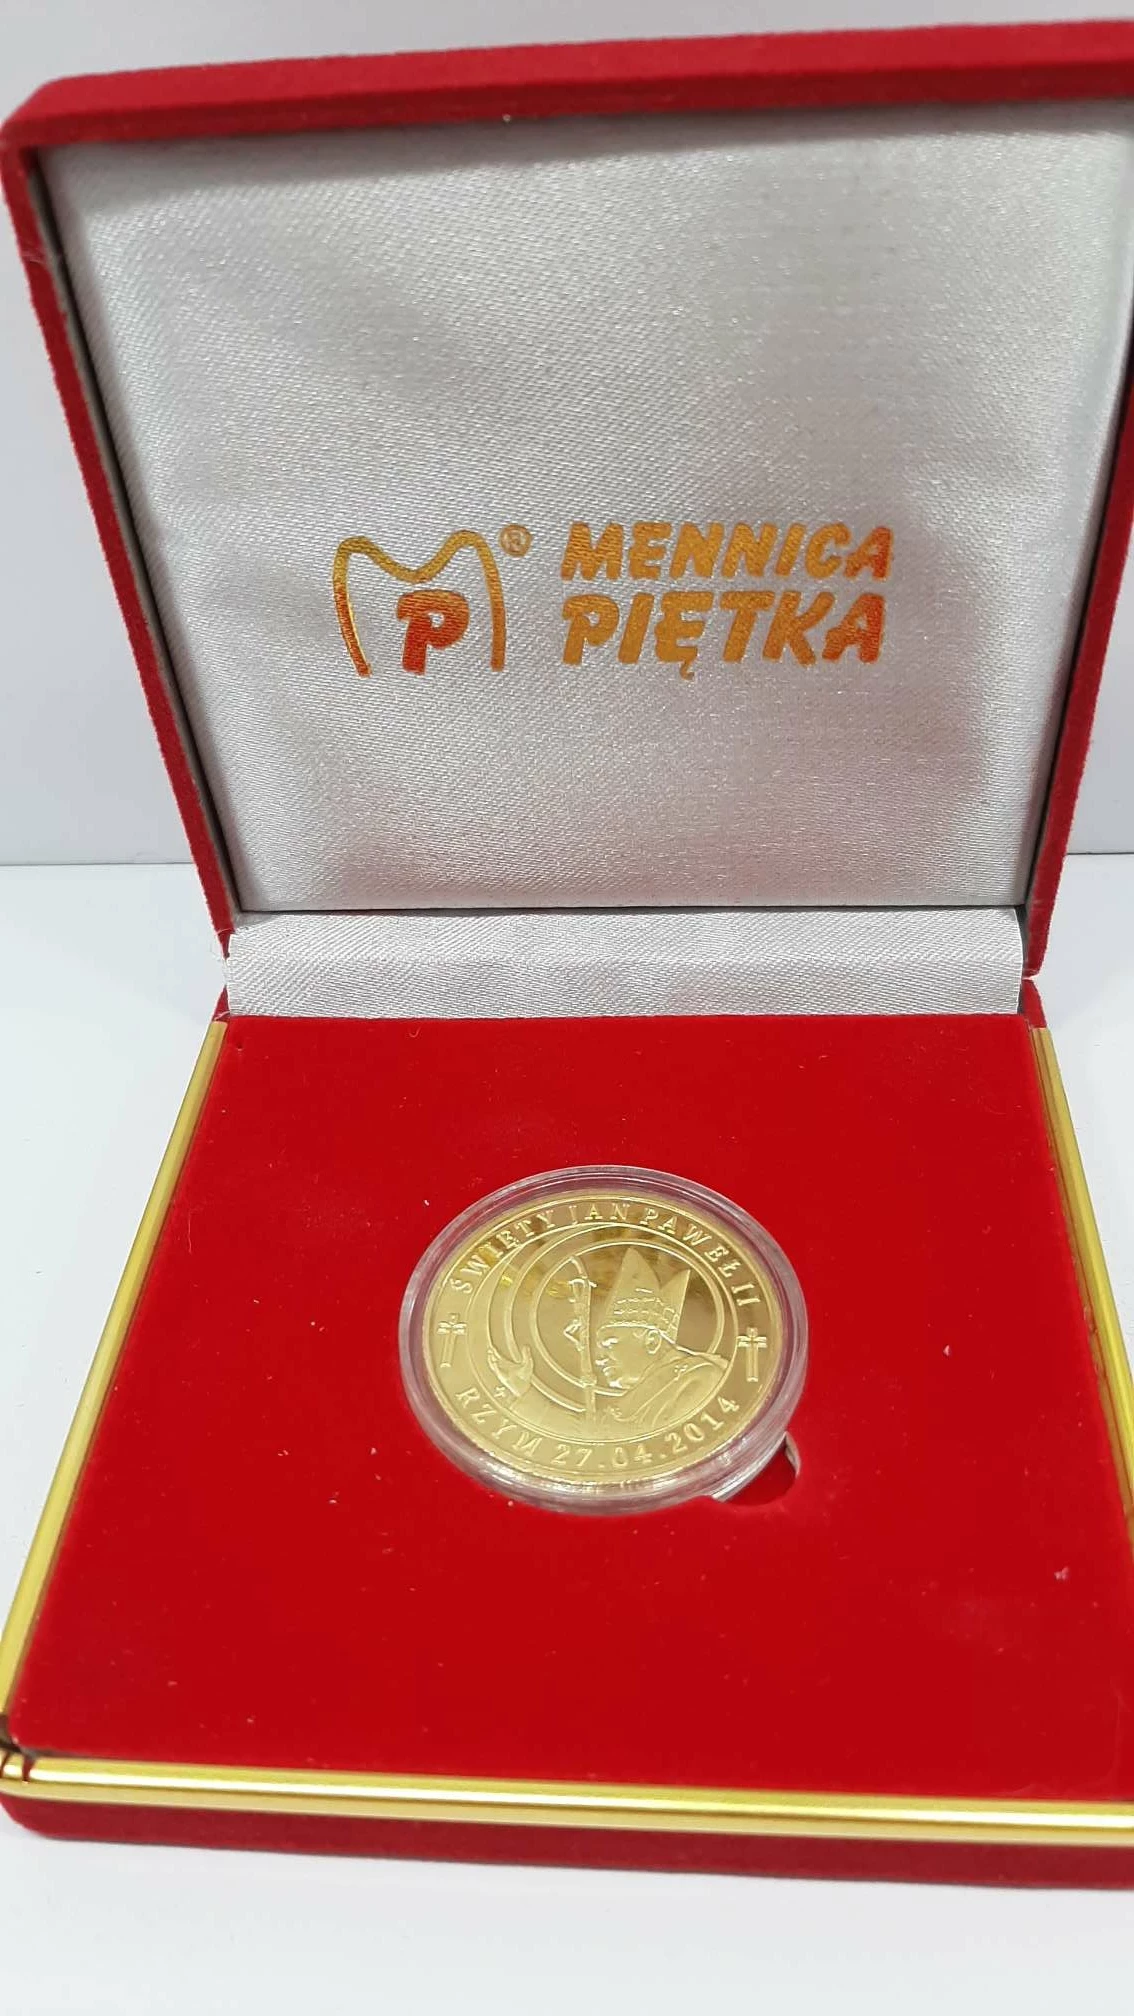 P ®
MENNICA
PIĘTKA
ŚWIĘTY JAN PAWEŁ II
RZYM 27.04.2014